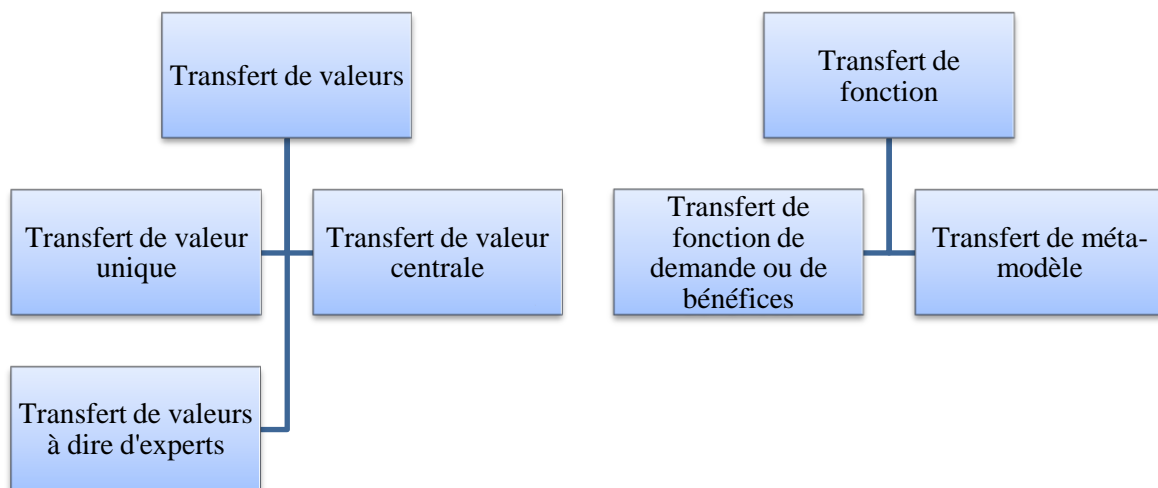 Transfert de valeurs
Transfert de
fonction
Transfert de valeur
unique
Transfert de valeur
centrale
Transfert de
fonction de
demande ou de
bénéfices
Transfert de méta-
modèle
Transfert de valeurs
à dire d'experts